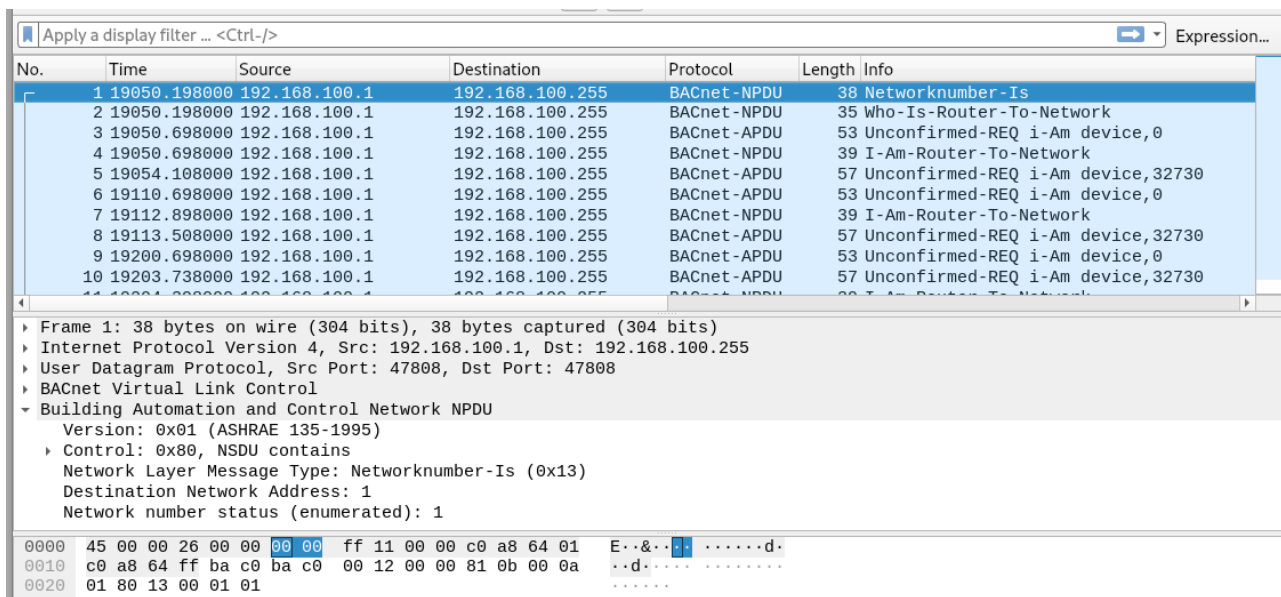 Apply a display filter ... <Ctrl-/> Expression...
No. Time Source Destination Protocol Length Info
1 19050.198000 192.168.100.1 192.168.100.255 BACnet-NPDU 38 Networknumber-Is
2 19050.198000 192.168.100.1 192.168.100.255 BACnet-NPDU 35 Who-Is-Router-To-Network
3 19050.698000 192.168.100.1 192.168.100.255 BACnet-APDU 53 Unconfirmed-REQ i-Am device,0
4 19050.698000 192.168.100.1 192.168.100.255 BACnet-NPDU 39 I-Am-Router-To-Network
5 19054.108000 192.168.100.1 192.168.100.255 BACnet-APDU 57 Unconfirmed-REQ i-Am device,32730
6 19110.698000 192.168.100.1 192.168.100.255 BACnet-APDU 53 Unconfirmed-REQ i-Am device,0
7 19112.898000 192.168.100.1 192.168.100.255 BACnet-NPDU 39 I-Am-Router-To-Network
8 19113.508000 192.168.100.1 192.168.100.255 BACnet-APDU 57 Unconfirmed-REQ i-Am device,32730
9 19200.698000 192.168.100.1 192.168.100.255 BACnet-APDU 53 Unconfirmed-REQ i-Am device,0
10 19203.738000 192.168.100.1 192.168.100.255 BACnet-APDU 57 Unconfirmed-REQ i-Am device,32730
Frame 1: 38 bytes on wire (304 bits), 38 bytes captured (304 bits)
Internet Protocol Version 4, Src: 192.168.100.1, Dst: 192.168.100.255
User Datagram Protocol, Src Port: 47808, Dst Port: 47808
BACnet Virtual Link Control
Building Automation and Control Network NPDU
Version: 0x01 (ASHRAE 135-1995)
Control: 0x80, NSDU contains
Network Layer Message Type: Networknumber-Is (0x13)
Destination Network Address: 1
Network number status (enumerated): 1
0000 45 00 00 26 00 00 00 00 ff 11 00 00 c0 a8 64 01 E··&···· ······d·
0010 c0 a8 64 ff ba c0 ba c0 00 12 00 00 81 0b 00 0a ··d····· ········
0020 01 80 13 00 01 01 ······